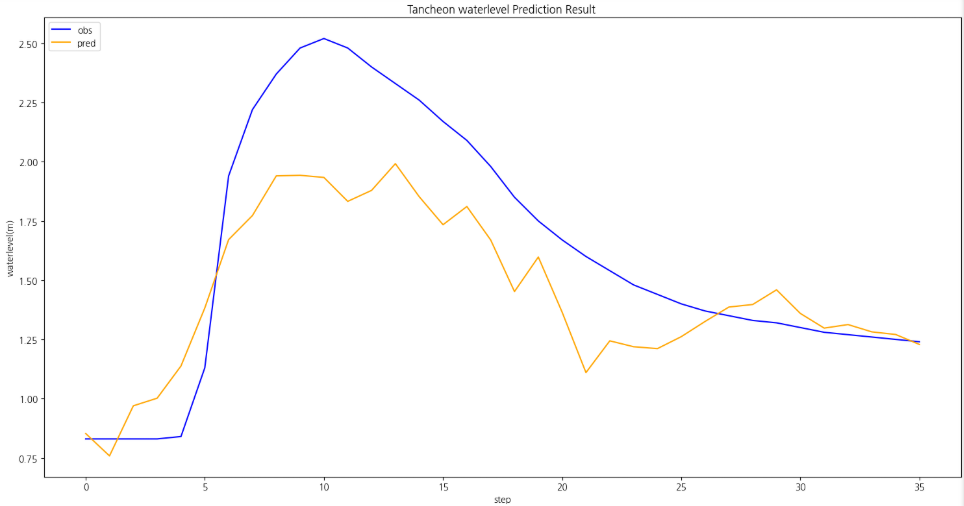 Tancheon waterlevel Prediction Result
obs
pred
2.50
2.25
2.00
1.75
1.50
1.25
1.00
0.75
waterlevel(m)
0 5 10 15 20 25 30 35
step